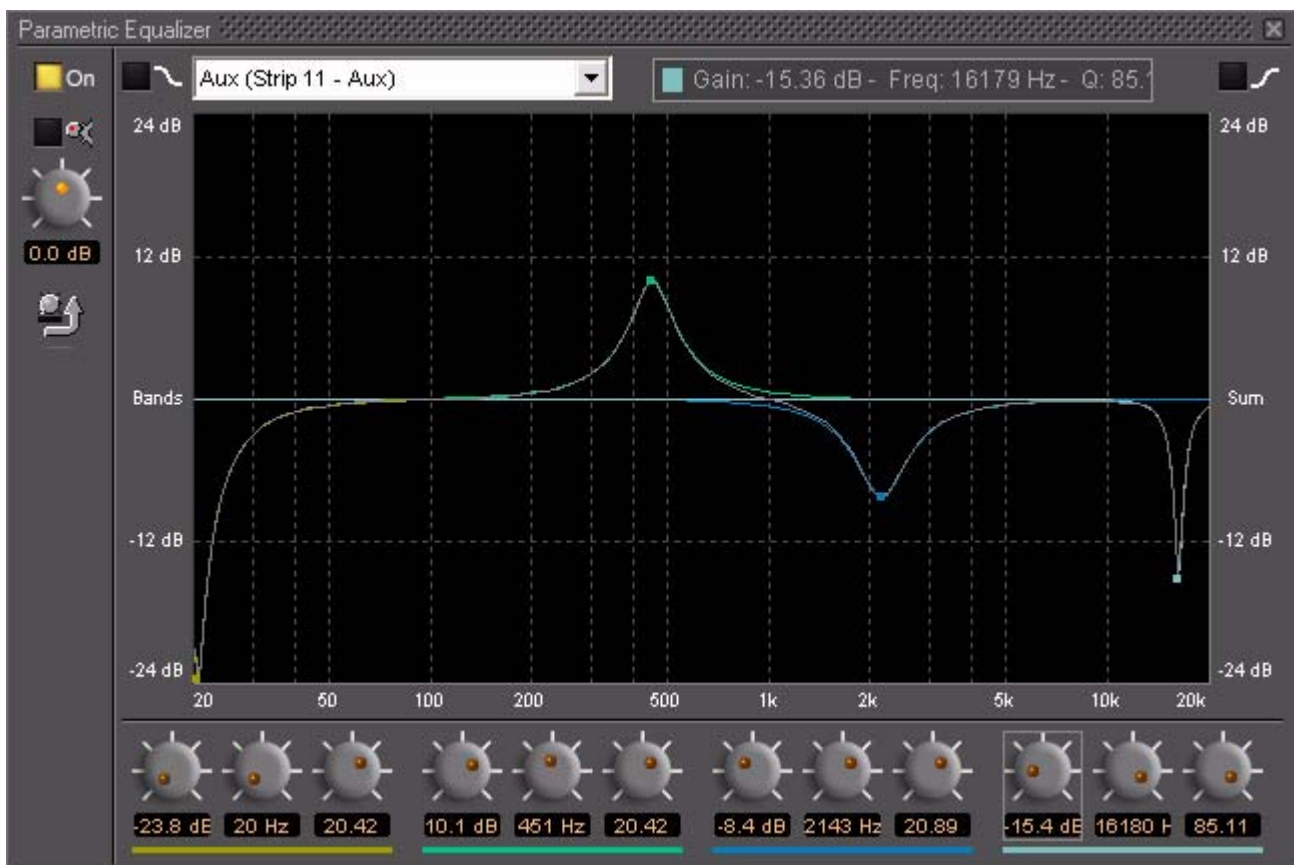 Parametric Equalizer
On
Aux (Strip 11 - Aux)
Gain: -15.36 dB - Freq: 16179 Hz - Q: 85.
24 dB
24 dB
0.0 dB
12 dB
12 dB
Bands
Sum
-12 dB
-12 dB
-24 dB
-24 dB
20 50 100 200 500 1k 2k 5k 10k 20k
-23.8 dB 20 Hz 20.42 10.1 dB 451 Hz 20.42 -8.4 dB 2143 Hz 20.89 -15.4 dB 16180 H 85.11